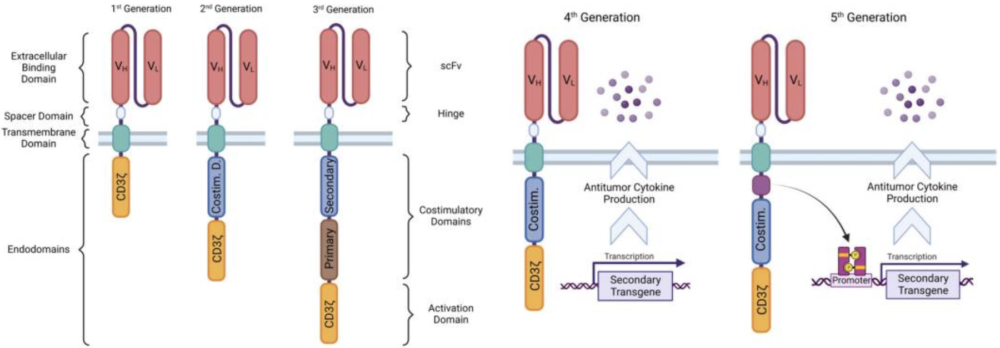 1st Generation
2nd Generation
3rd Generation
4th Generation
5th Generation
Extracellular
Binding
Domain
Spacer Domain
Transmembrane
Domain
Endodomains
VH
VL
CD3ζ
VH
VL
Costim. D.
CD3ζ
VH
VL
Secondary
Primary
CD3ζ
scFv
Hinge
Costimulatory
Domains
Activation
Domain
VH
VL
Costim.
CD3ζ
Antitumor Cytokine
Production
Transcription
Secondary
Transgene
VH
VL
Costim.
CD3ζ
Antitumor Cytokine
Production
P
P
Promoter
Transcription
Secondary
Transgene